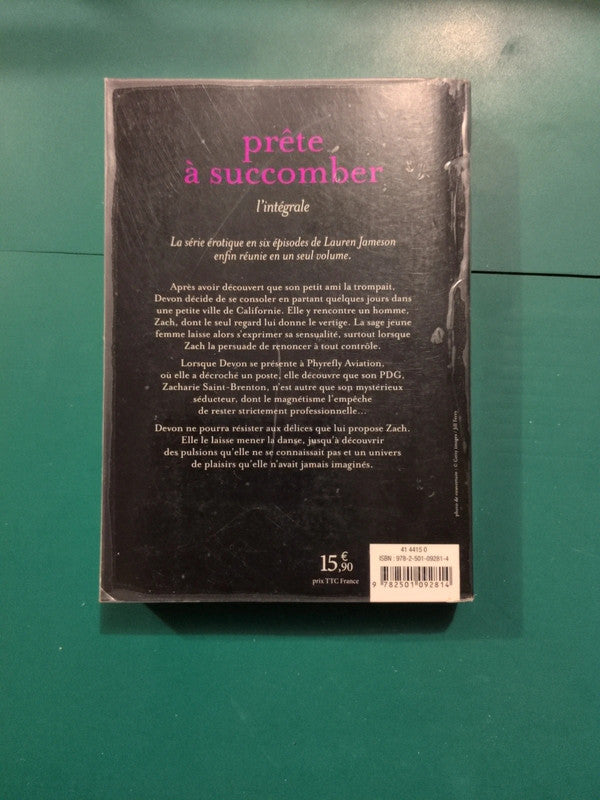 prête
à succomber
l'intégrale
La série érotique en six épisodes de Lauren Jameson
enfin réunie en un seul volume.
Après avoir découvert que son petit ami la trompait,
Devon décide de se consoler en partant quelques jours dans
une petite ville de Californie. Elle y rencontre un homme,
Zach, dont le seul regard lui donne le vertige. La sage jeune
femme laisse alors s'exprimer sa sensualité, surtout lorsque
Zach la persuade de renoncer à tout contrôle.
Lorsque Devon se présente à Phyrefly Aviation,
où elle a décroché un poste, elle découvre que son PDG,
Zacharie Saint-Brenton, n'est autre que son mystérieux
séducteur, dont le magnétisme l'empêche
de rester strictement professionnelle...
Devon ne pourra résister aux délices que lui propose Zach.
Elle le laisse mener la danse, jusqu'à découvrir
des pulsions qu'elle ne se connaissait pas et un univers
de plaisirs qu'elle n'avait jamais imaginés.
photo de couverture : © Getty images / Jill Ferry
15,90 €
prix TTC France
41 4415 0
ISBN : 978-2-501-09281-4
9 782501 092814